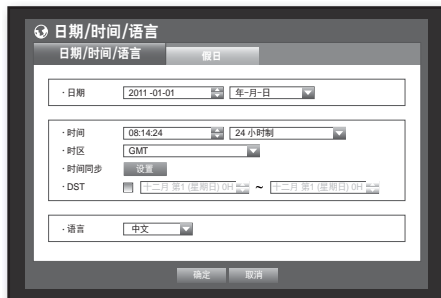 日期/时间/语言
日期/时间/语言 假日
· 日期 2011 -01-01 年-月-日
· 时间 08:14:24 24 小时制
· 时区 GMT
· 时间同步 设置
· DST 十二月 第1 (星期日) 0H ~ 十二月 第1 (星期日) 0H
· 语言 中文
确定 取消